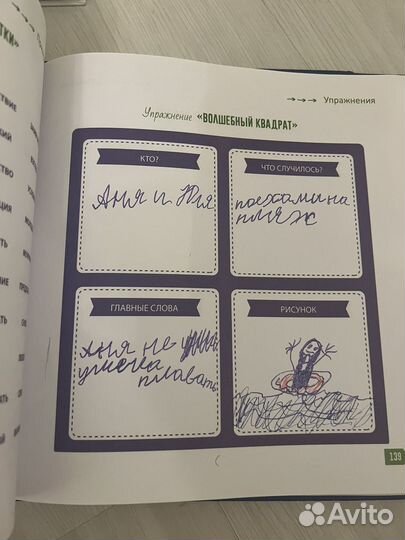 →→→
ТКИ»
→→→ Упражнения
Упражнение «ВОЛШЕБНЫЙ КВАДРАТ»
КТО?
Аня и Юля
ЧТО СЛУЧИЛОСЬ?
поехали на
пляж
ГЛАВНЫЕ СЛОВА
Аня не
умела
плавать
РИСУНОК
139
Avito